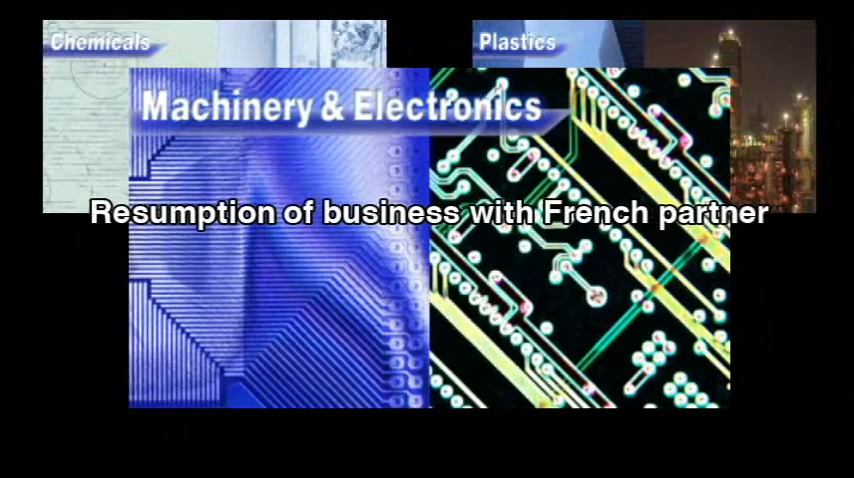 Chemicals
Plastics
Machinery & Electronics
Resumption of business with French partner